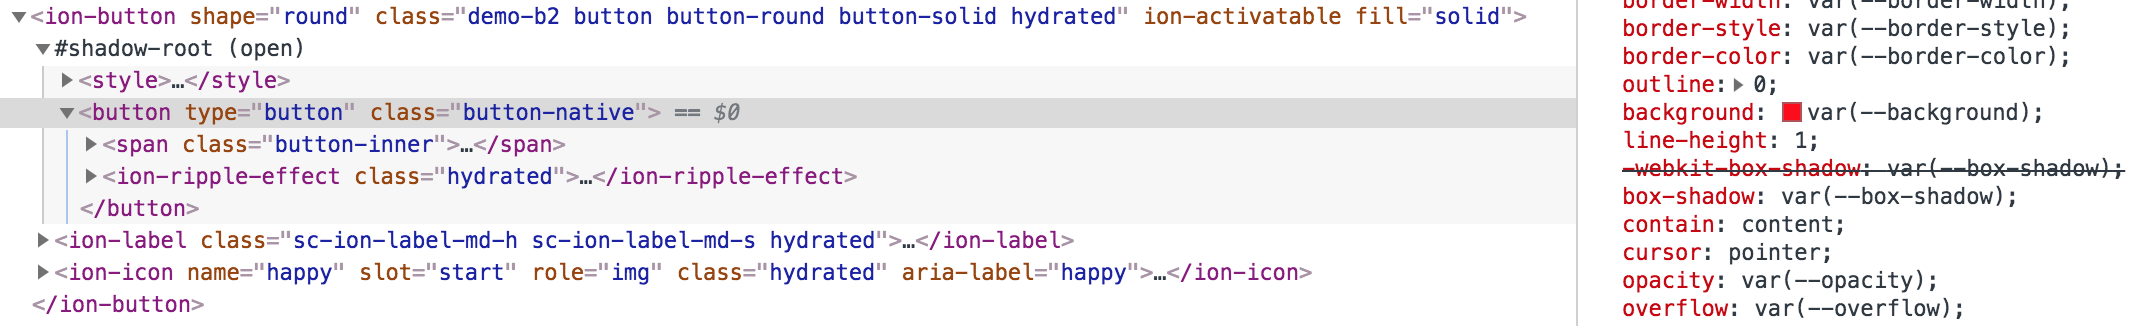 <ion-button shape="round" class="demo-b2 button button-round button-solid hydrated" ion-activatable fill="solid">
#shadow-root (open)
<style>…</style>
<button type="button" class="button-native"> == $0
<span class="button-inner">…</span>
<ion-ripple-effect class="hydrated">…</ion-ripple-effect>
</button>
<ion-label class="sc-ion-label-md-h sc-ion-label-md-s hydrated">…</ion-label>
<ion-icon name="happy" slot="start" role="img" class="hydrated" aria-label="happy">…</ion-icon>
</ion-button>
border-width: var(--border-width);
border-style: var(--border-style);
border-color: var(--border-color);
outline: 0;
background: var(--background);
line-height: 1;
-webkit-box-shadow: var(--box-shadow);
box-shadow: var(--box-shadow);
contain: content;
cursor: pointer;
opacity: var(--opacity);
overflow: var(--overflow);